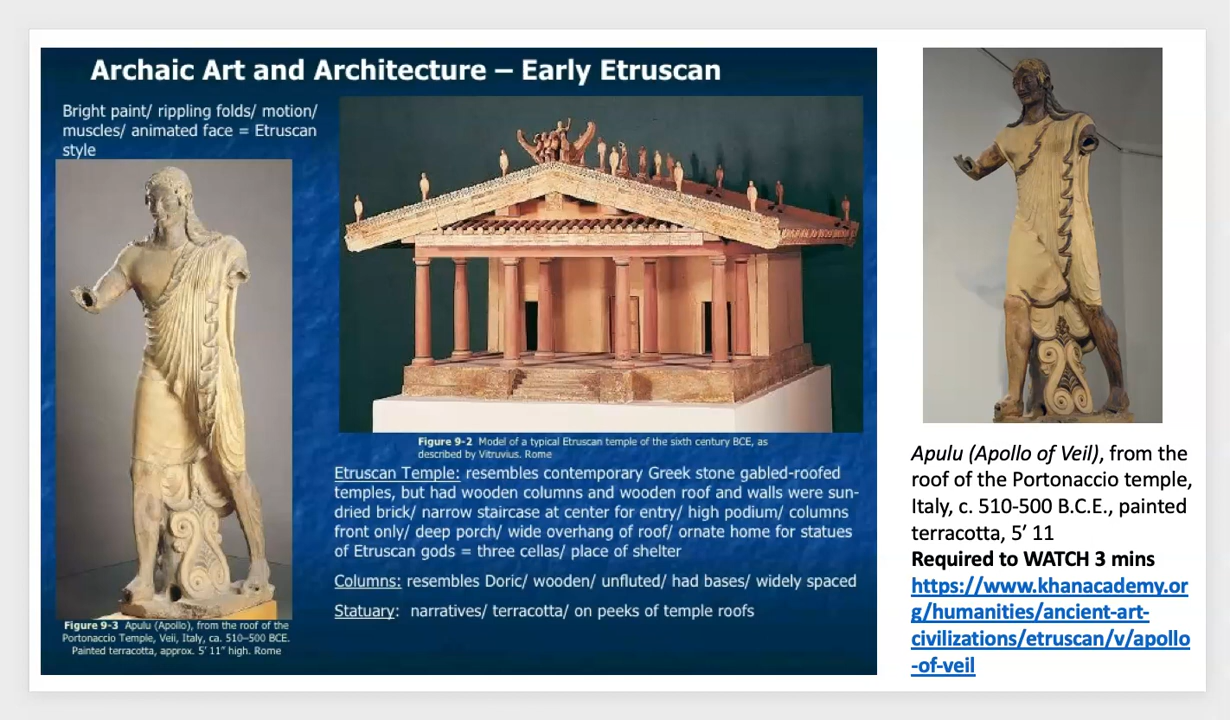 Archaic Art and Architecture – Early Etruscan
Bright paint/ rippling folds/ motion/
muscles/ animated face = Etruscan
style
Figure 9-3 Apulu (Apollo), from the roof of the
Portonaccio Temple, Veii, Italy, ca. 510–500 BCE.
Painted terracotta, approx. 5' 11" high. Rome
Figure 9-2 Model of a typical Etruscan temple of the sixth century BCE, as
described by Vitruvius. Rome
Etruscan Temple: resembles contemporary Greek stone gabled-roofed
temples, but had wooden columns and wooden roof and walls were sun-
dried brick/ narrow staircase at center for entry/ high podium/ columns
front only/ deep porch/ wide overhang of roof/ ornate home for statues
of Etruscan gods = three cellas/ place of shelter
Columns: resembles Doric/ wooden/ unfluted/ had bases/ widely spaced
Statuary: narratives/ terracotta/ on peeks of temple roofs
Apulu (Apollo of Veil), from the
roof of the Portonaccio temple,
Italy, c. 510-500 B.C.E., painted
terracotta, 5’ 11
Required to WATCH 3 mins
https://www.khanacademy.or
g/humanities/ancient-art-
civilizations/etruscan/v/apollo
-of-veil